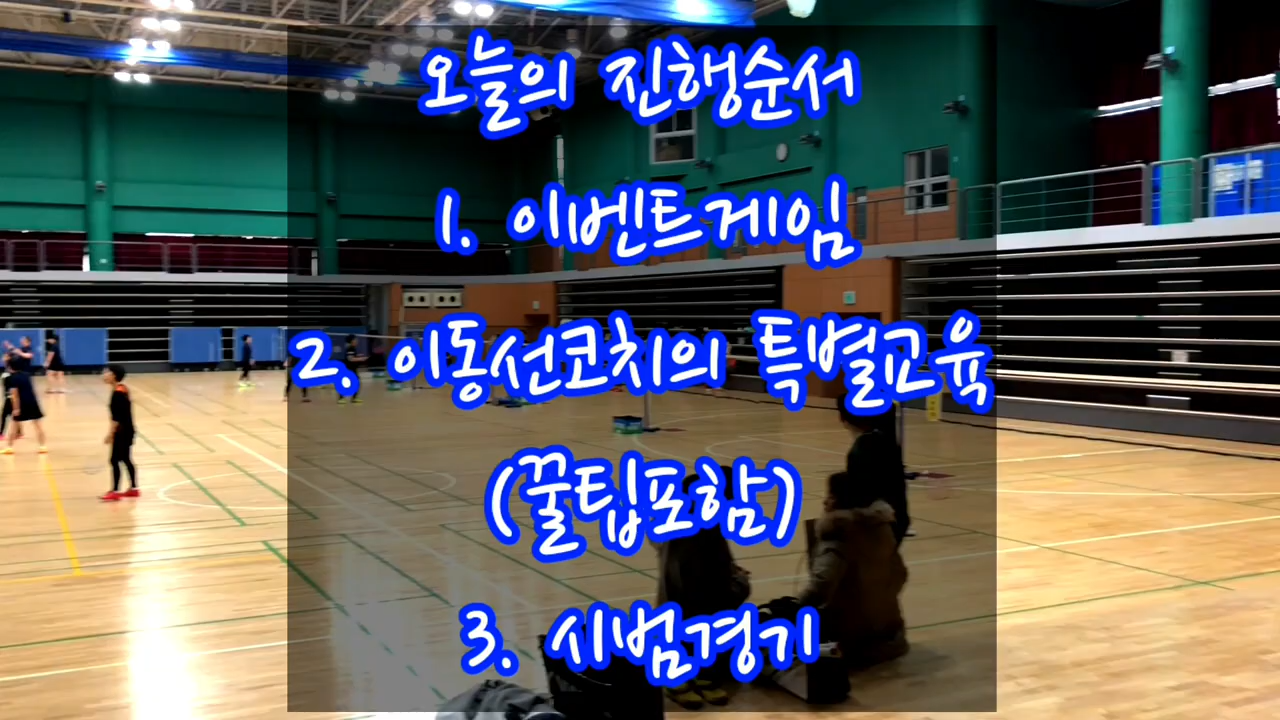 오늘의 진행순서
1. 이벤트게임
2. 이동선코치의 특별교육
(꿀팁포함)
3. 시범경기